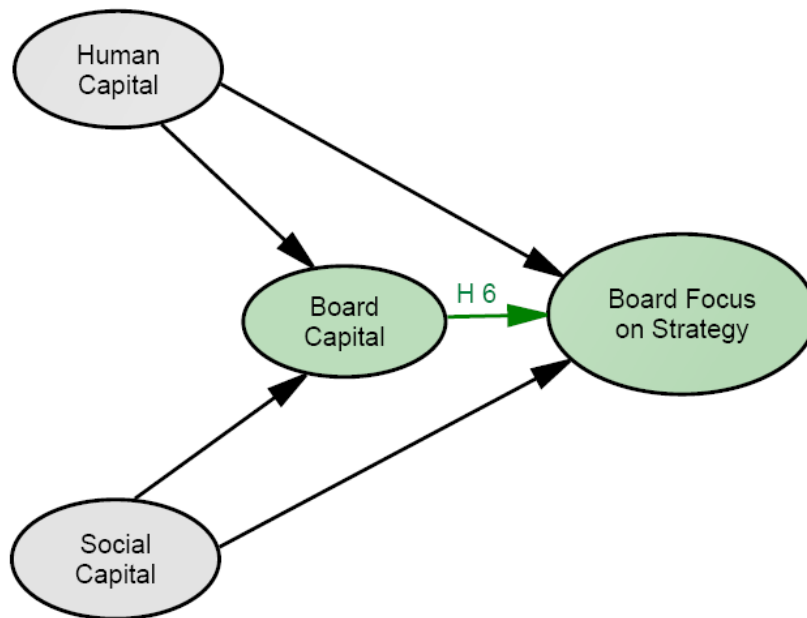 Human
Capital
H 6
Board
Capital
Board Focus
on Strategy
Social
Capital